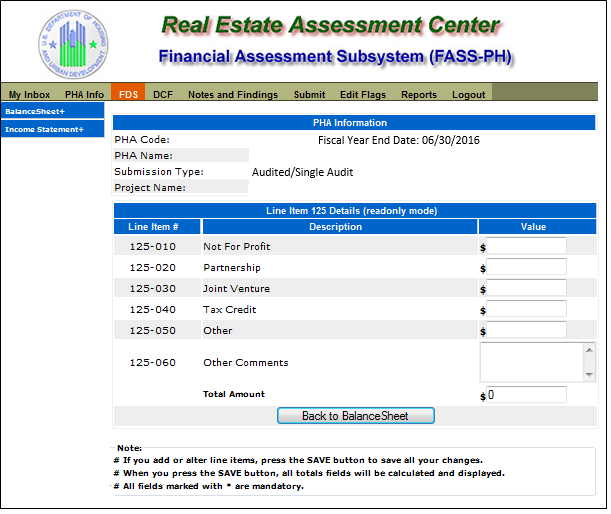 U.S. DEPARTMENT OF HOUSING AND URBAN DEVELOPMENT
Real Estate Assessment Center
Financial Assessment Subsystem (FASS-PH)
My Inbox PHA Info FDS DCF Notes and Findings Submit Edit Flags Reports Logout
BalanceSheet+
Income Statement+
PHA Information
PHA Code: Fiscal Year End Date: 06/30/2016
PHA Name:
Submission Type: Audited/Single Audit
Project Name:
Line Item 125 Details (readonly mode)
Line Item # Description Value
125-010 Not For Profit $
125-020 Partnership $
125-030 Joint Venture $
125-040 Tax Credit $
125-050 Other $
125-060 Other Comments
Total Amount $ 0
Back to BalanceSheet
Note:
# If you add or alter line items, press the SAVE button to save all your changes.
# When you press the SAVE button, all totals fields will be calculated and displayed.
# All fields marked with * are mandatory.